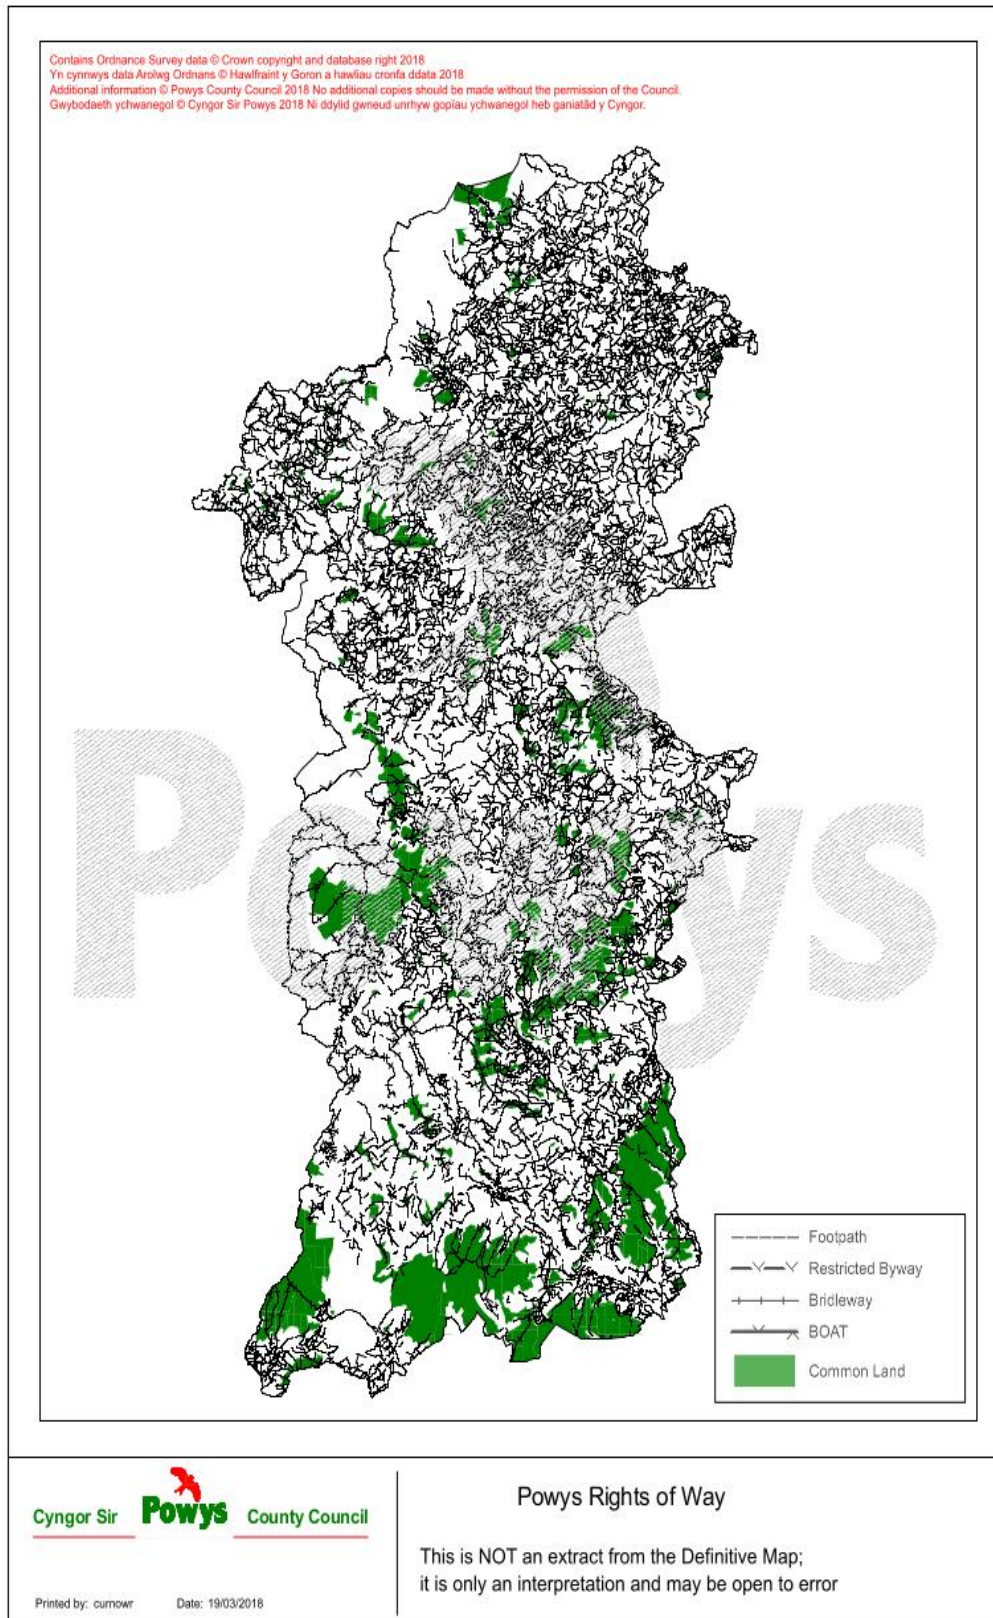 Contains Ordnance Survey data © Crown copyright and database right 2018
Yn cynnwys data Arolwg Ordnans © Hawlfraint y Goron a hawliau cronfa ddata 2018
Additional information © Powys County Council 2018 No additional copies should be made without the permission of the Council.
Gwybodaeth ychwanegol © Cyngor Sir Powys 2018 Ni ddylid gwneud unrhyw gopïau ychwanegol heb ganiatâd y Cyngor.
Powys
Footpath
Restricted Byway
Bridleway
BOAT
Common Land
Cyngor Sir Powys County Council
Printed by: curnowr Date: 19/03/2018
Powys Rights of Way
This is NOT an extract from the Definitive Map;
it is only an interpretation and may be open to error